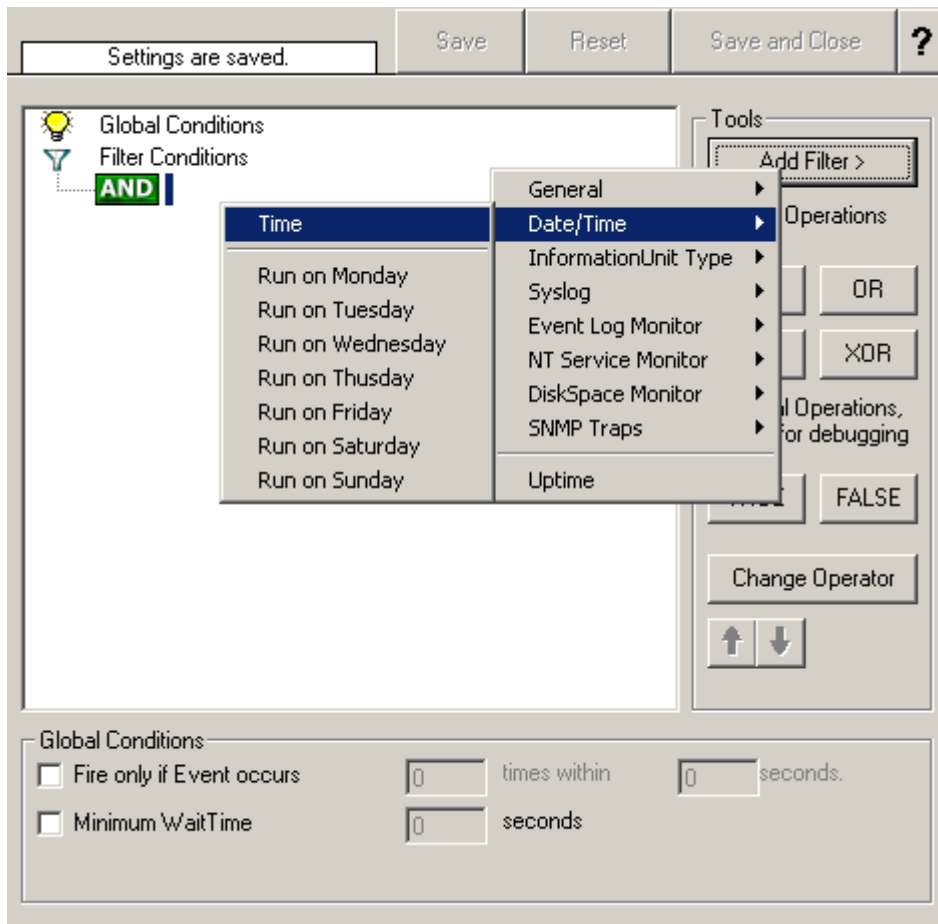 Settings are saved.
Save
Reset
Save and Close
?
Global Conditions
Filter Conditions
AND
Tools
Add Filter >
Operations
OR
XOR
l Operations,
for debugging
FALSE
Change Operator
General
Date/Time
InformationUnit Type
Syslog
Event Log Monitor
NT Service Monitor
DiskSpace Monitor
SNMP Traps
Uptime
Time
Run on Monday
Run on Tuesday
Run on Wednesday
Run on Thusday
Run on Friday
Run on Saturday
Run on Sunday
Global Conditions
Fire only if Event occurs 0 times within 0 seconds.
Minimum WaitTime 0 seconds